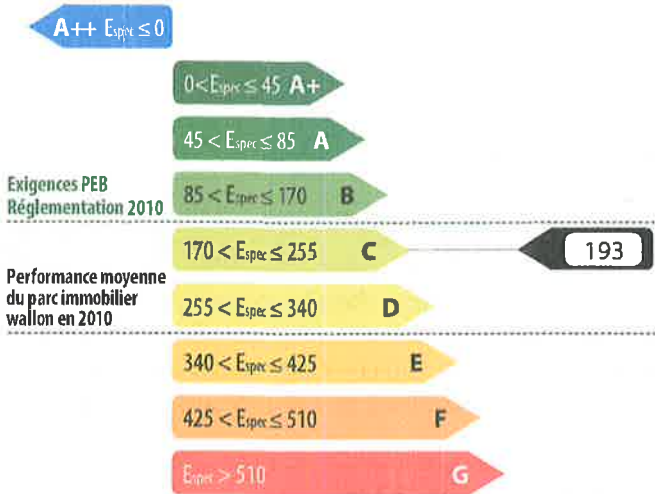 A++ Espec ≤ 0
0 < Espec ≤ 45 A+
45 < Espec ≤ 85 A
Exigences PEB
Réglementation 2010
85 < Espec ≤ 170 B
170 < Espec ≤ 255 C
193
Performance moyenne
du parc immobilier
wallon en 2010
255 < Espec ≤ 340 D
340 < Espec ≤ 425 E
425 < Espec ≤ 510 F
Espec > 510 G